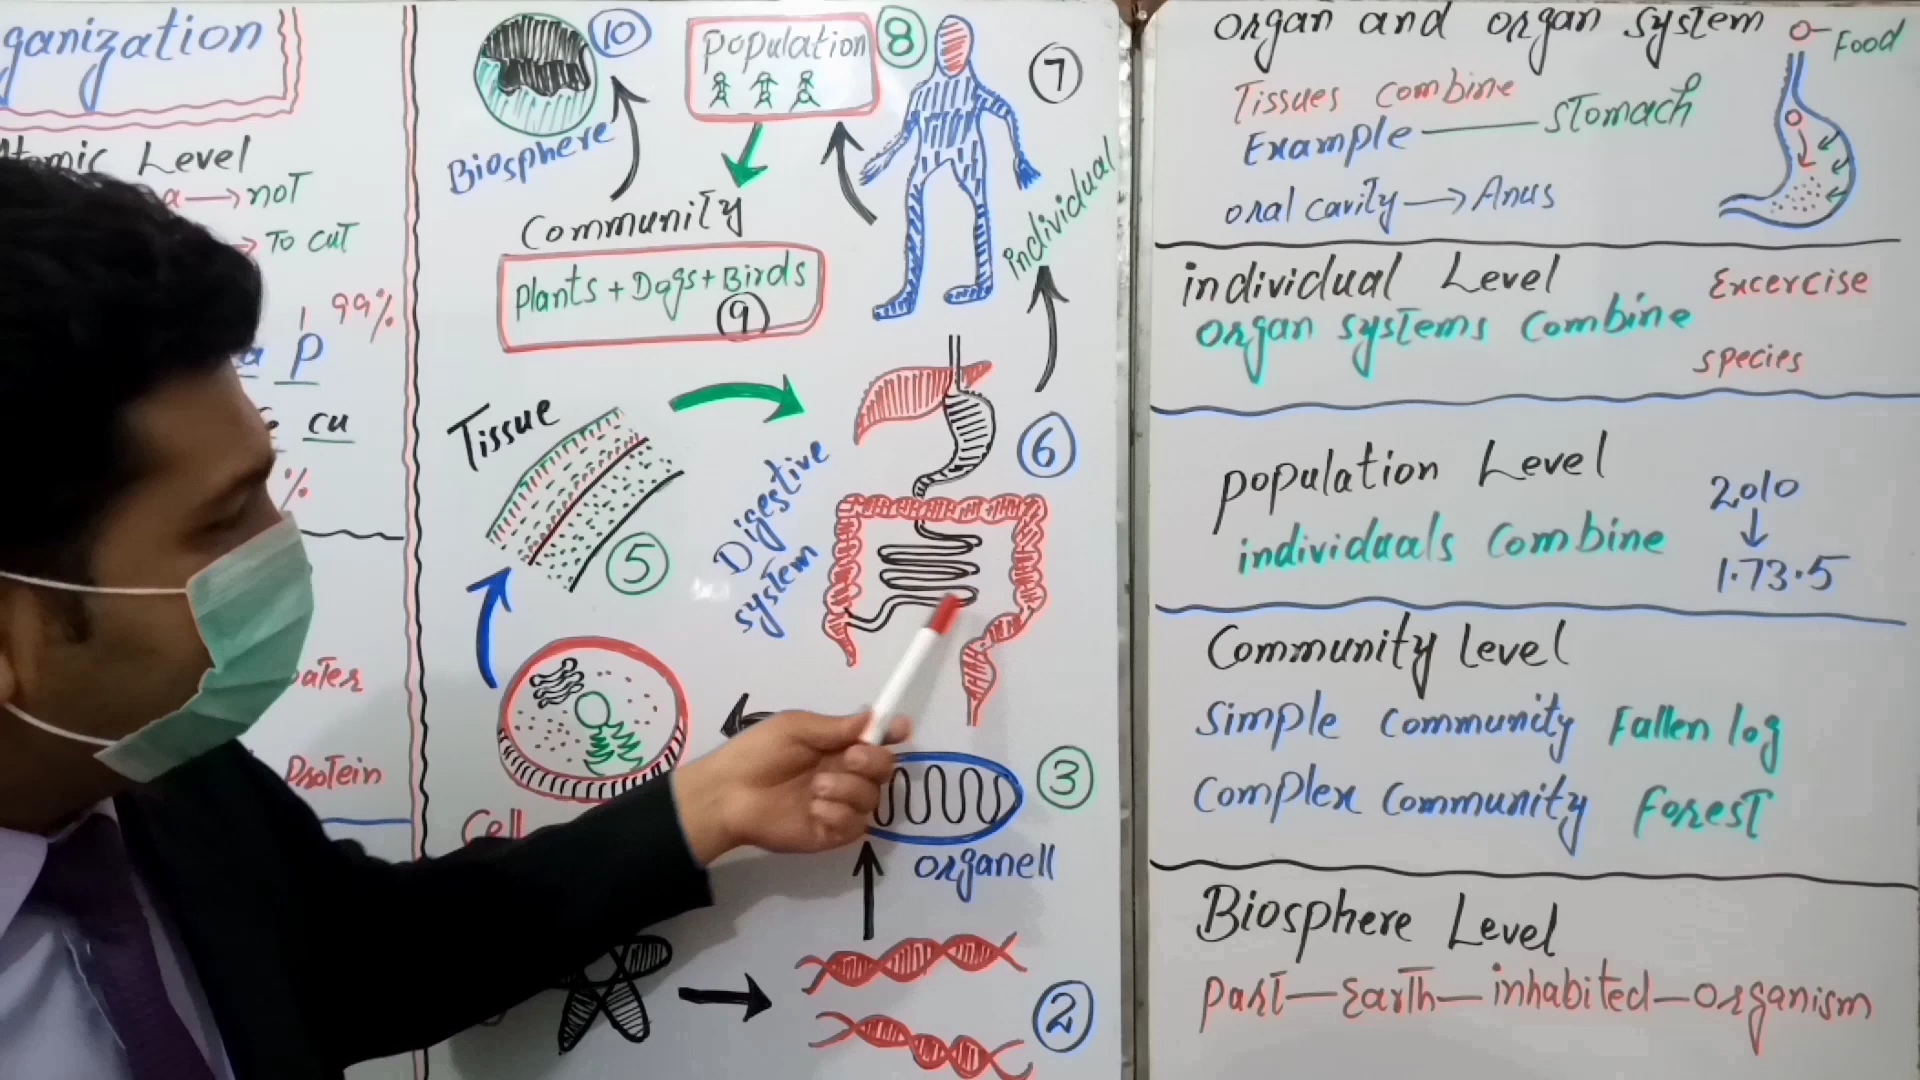 ganization
Atomic Level
a → not
→ To cut
99%
a P
cu
%
Protein
10
Biosphere
Population
8
7
individual
Community
Plants + Dogs + Birds
9
Tissue
5
Digestive
system
6
Cell
3
organell
2
organ and organ system
Food
Tissues combine
Example — stomach
oral cavity → Anus
individual Level
Excercise
organ systems combine
species
population Level
2010
individuals combine
1.73.5
Community Level
Simple community Fallen log
Complex community Forest
Biosphere Level
Part — Earth — inhabited — organism